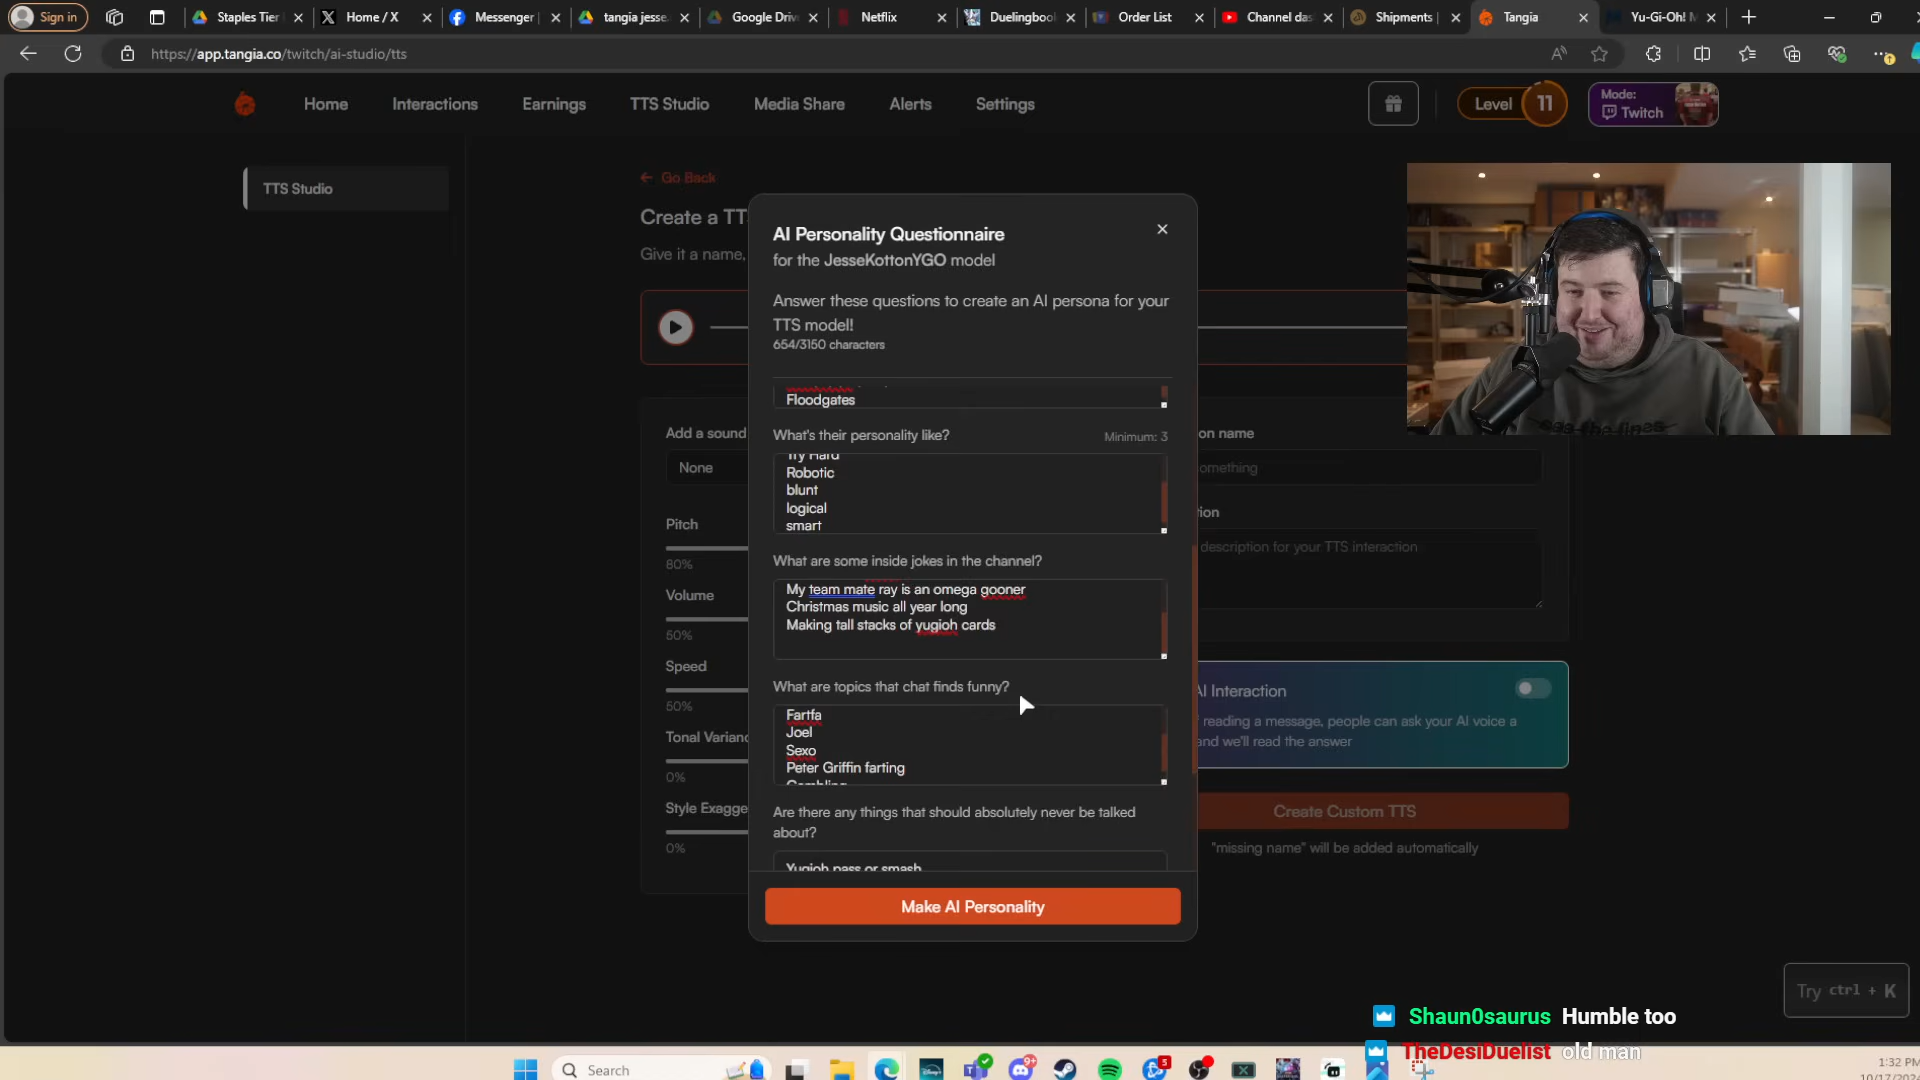 Sign in
Staples Tier
Home / X
Messenger
tangia jesse.
Google Driv
Netflix
Duelingboo
Order List
Channel das
Shipments
Tangia
Yu-Gi-Oh! M
https://app.tangia.co/twitch/ai-studio/tts
Home
Interactions
Earnings
TTS Studio
Media Share
Alerts
Settings
Level 11
Mode:
Twitch
TTS Studio
Go Back
Create a TT
Give it a name,
AI Personality Questionnaire
for the JesseKottonYGO model
Answer these questions to create an AI persona for your
TTS model!
654/3150 characters
Floodgates
What's their personality like?
Minimum: 3
Try Hard
Robotic
blunt
logical
smart
What are some inside jokes in the channel?
My team mate ray is an omega gooner
Christmas music all year long
Making tall stacks of yugioh cards
What are topics that chat finds funny?
Fartfa
Joel
Sexo
Peter Griffin farting
Gambling
Are there any things that should absolutely never be talked
about?
Yugioh pass or smash
Make AI Personality
Add a sound
None
Pitch
80%
Volume
50%
Speed
50%
Tonal Varianc
0%
Style Exagge
0%
on name
omething
tion
description for your TTS interaction
AI Interaction
f reading a message, people can ask your AI voice a
and we'll read the answer
Create Custom TTS
"missing name" will be added automatically
Try ctrl + K
Shaun0saurus Humble too
TheDesiDuelist old man
Search
9+
5
1:32 PM